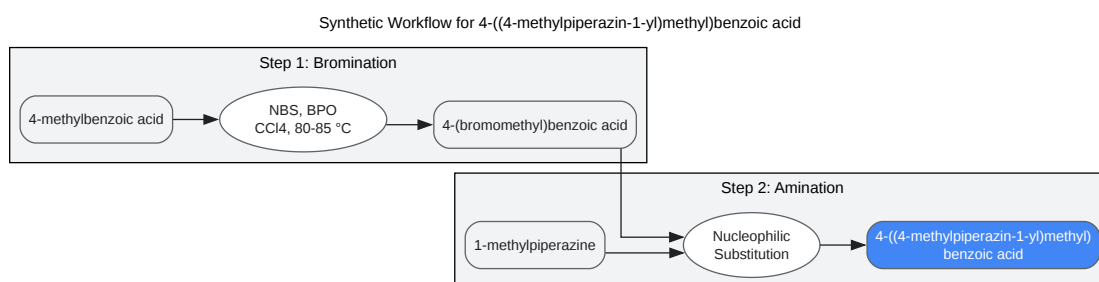 Synthetic Workflow for 4-((4-methylpiperazin-1-yl)methyl)benzoic acid
Step 1: Bromination
4-methylbenzoic acid
NBS, BPO
CCl4, 80-85 °C
4-(bromomethyl)benzoic acid
Step 2: Amination
1-methylpiperazine
Nucleophilic
Substitution
4-((4-methylpiperazin-1-yl)methyl)
benzoic acid